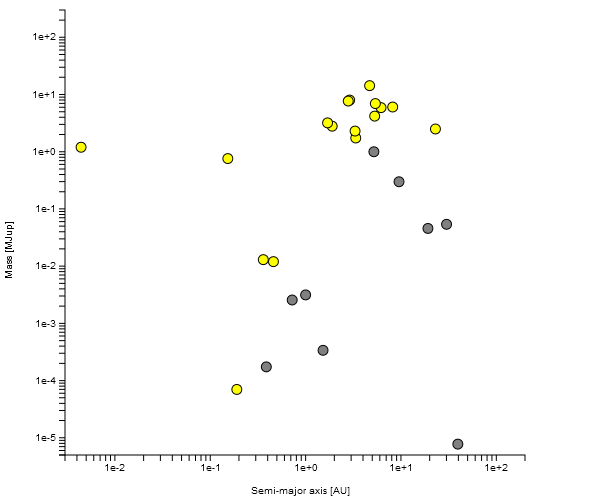 1e+2
1e+1
1e+0
1e-1
1e-2
1e-3
1e-4
1e-5
Mass [MJup]
1e-2 1e-1 1e+0 1e+1 1e+2
Semi-major axis [AU]